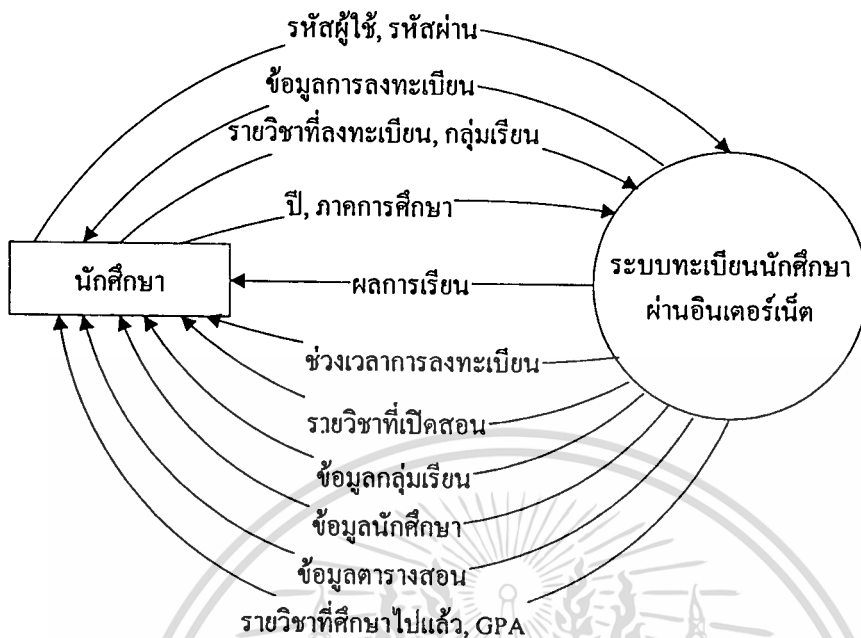 รหัสผู้ใช้, รหัสผ่าน
ข้อมูลการลงทะเบียน
รายวิชาที่ลงทะเบียน, กลุ่มเรียน
ปี, ภาคการศึกษา
นักศึกษา
ผลการเรียน
ระบบทะเบียนนักศึกษา
ผ่านอินเตอร์เน็ต
ช่วงเวลาการลงทะเบียน
รายวิชาที่เปิดสอน
ข้อมูลกลุ่มเรียน
ข้อมูลนักศึกษา
ข้อมูลตารางสอน
รายวิชาที่ศึกษาไปแล้ว, GPA